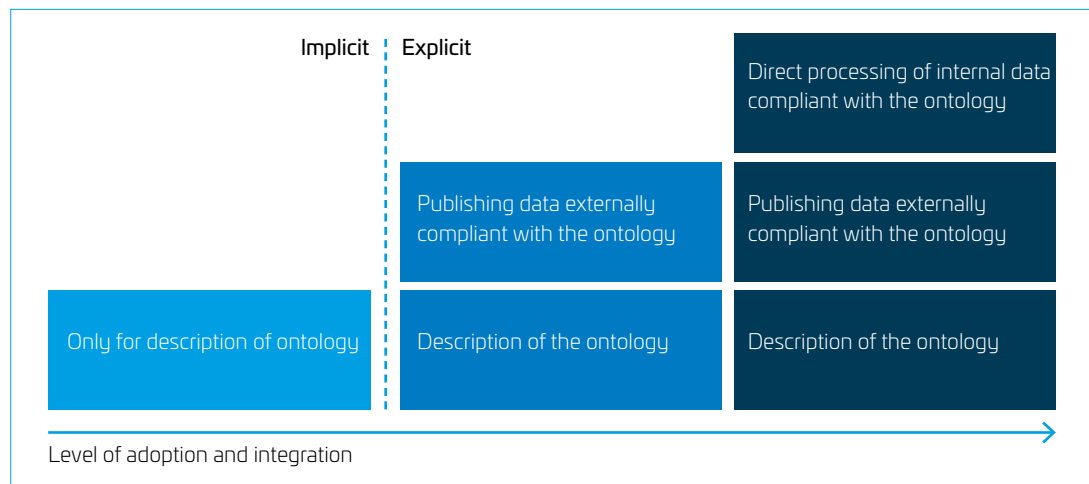 Implicit
Explicit
Direct processing of internal data
compliant with the ontology
Publishing data externally
compliant with the ontology
Publishing data externally
compliant with the ontology
Only for description of ontology
Description of the ontology
Description of the ontology
Level of adoption and integration